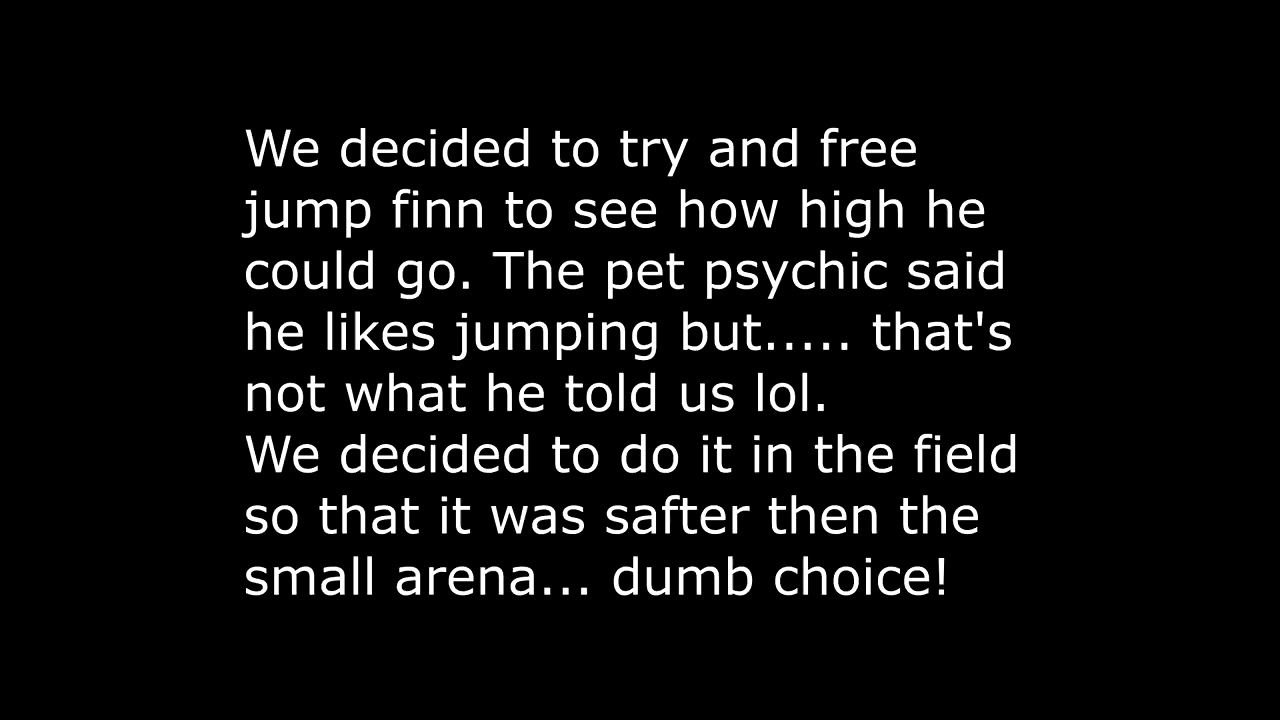 We decided to try and free
jump finn to see how high he
could go. The pet psychic said
he likes jumping but..... that's
not what he told us lol.
We decided to do it in the field
so that it was safter then the
small arena... dumb choice!